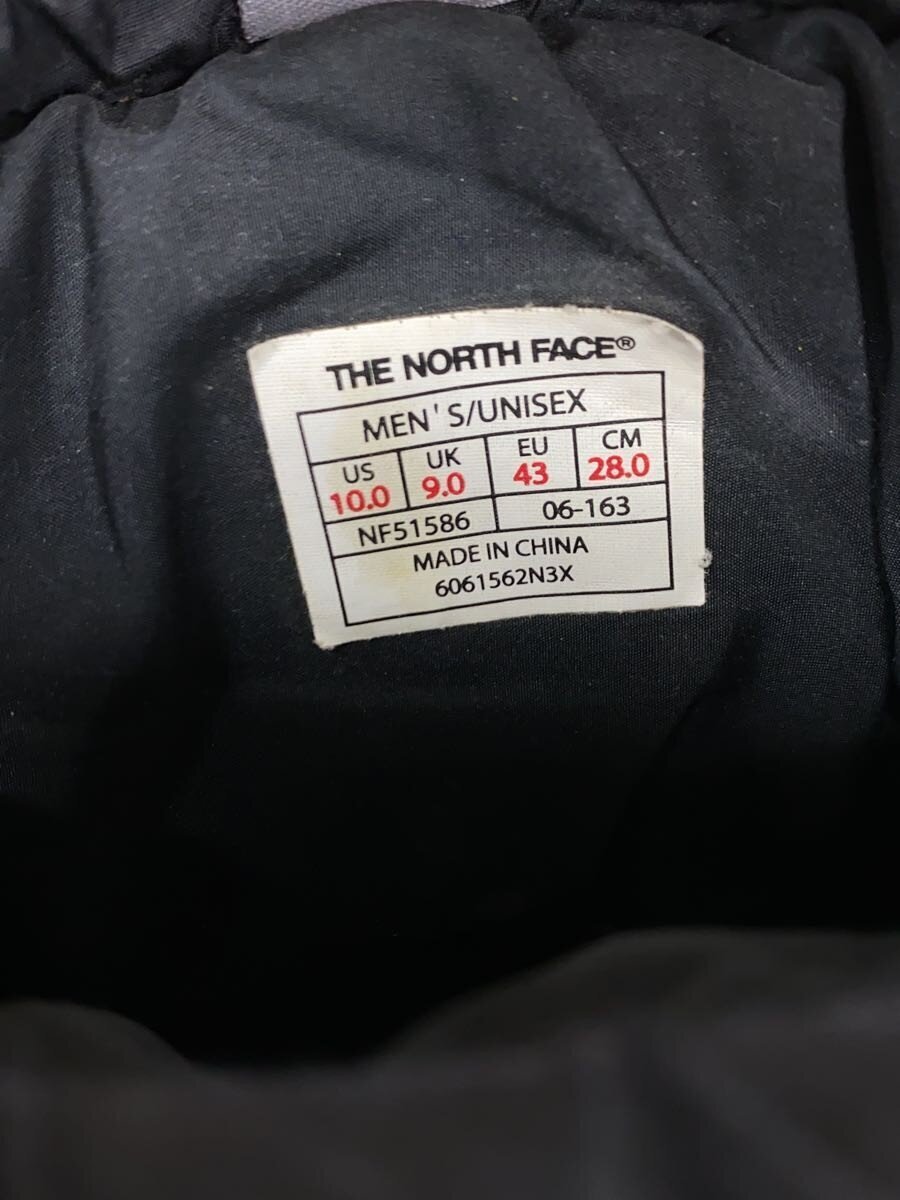 THE NORTH FACE®
MEN'S/UNISEX
US UK EU CM
10.0 9.0 43 28.0
NF51586 06-163
MADE IN CHINA
6061562N3X